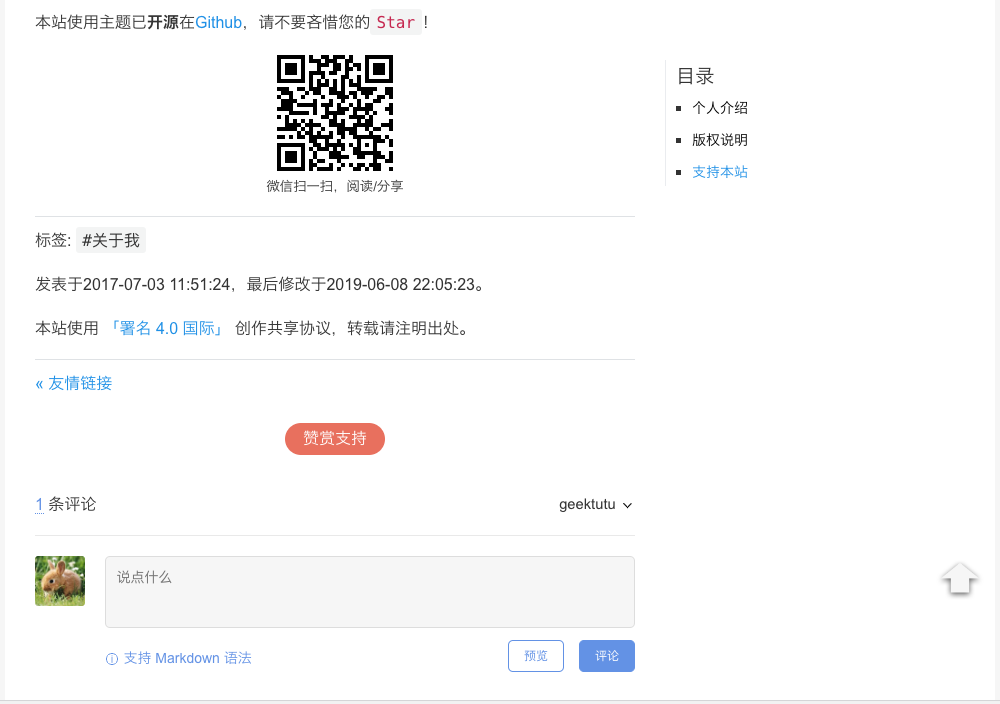 本站使用主题已开源在Github，请不要吝惜您的 Star！
微信扫一扫，阅读/分享
目录
个人介绍
版权说明
支持本站
标签: #关于我
发表于2017-07-03 11:51:24，最后修改于2019-06-08 22:05:23。
本站使用 「署名 4.0 国际」 创作共享协议，转载请注明出处。
« 友情链接
赞赏支持
1 条评论
geektutu
说点什么
支持 Markdown 语法
预览
评论